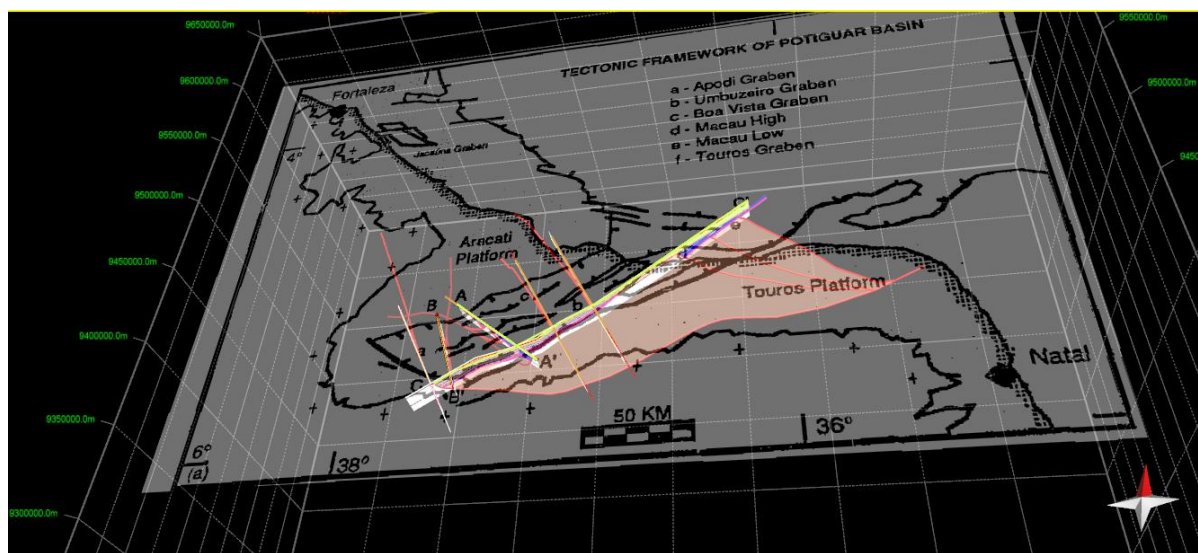 9650000.0m
9550000.0m
TECTONIC FRAMEWORK OF POTIGUAR BASIN
a - Apodi Graben
b - Umbuzeiro Graben
c - Boa Vista Graben
d - Macau High
e - Macau Low
f - Touros Graben
9600000.0m
9500000.0m
Fortaleza
9550000.0m
4°
Jacaúna Graben
9500000.0m
C'
e
Aracati
Platform
9450000.0m
Touros Platform
A
c
b
B
9400000.0m
a
A'
Natal
C
B'
50 KM
9350000.0m
36°
6°
38°
(a)
9300000.0m